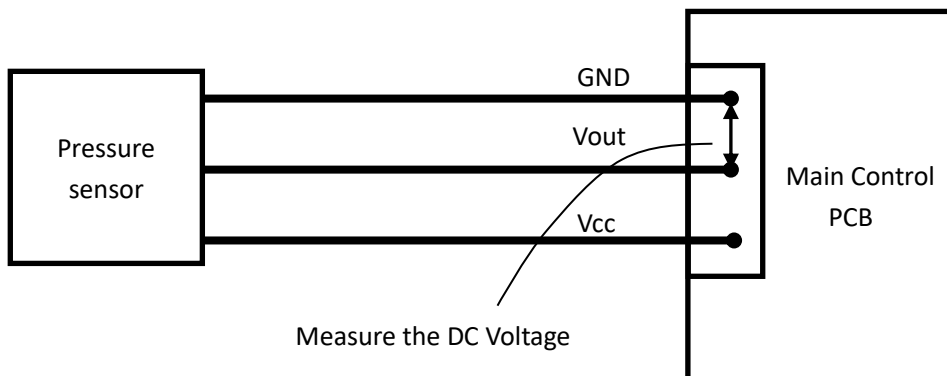 GND
Pressure
sensor
Vout
Main Control
PCB
Vcc
Measure the DC Voltage